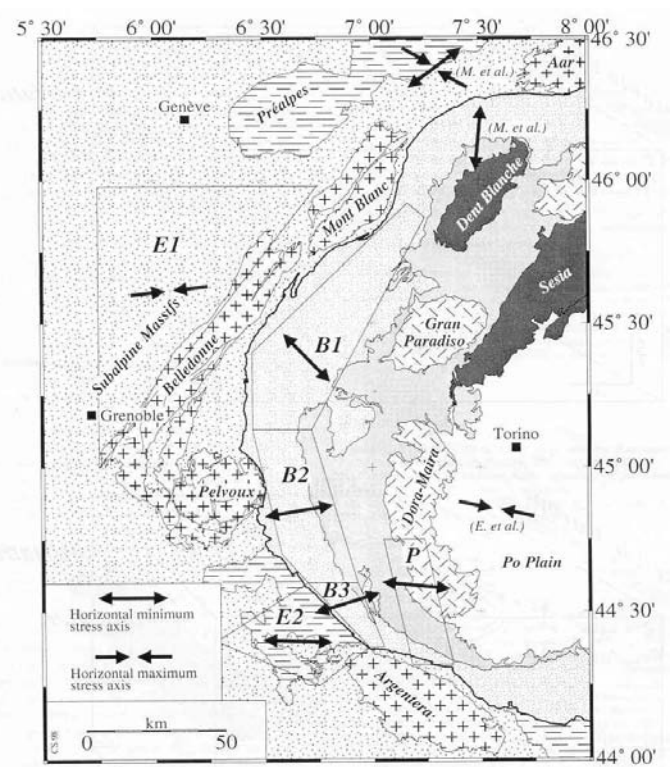 5° 30' 6° 00' 6° 30' 7° 00' 7° 30' 8° 00'
46° 30'
(M. et al.)
Aar
Genève
Préalpes
(M. et al.)
46° 00'
Mont Blanc
Dent Blanche
E1
Sesia
45° 30'
Subalpine Massifs
B1
Gran
Paradiso
Belledonne
Grenoble
Torino
45° 00'
B2
Pelvoux
Dora-Maira
(E. et al.)
P
Po Plain
B3
44° 30'
E2
Horizontal minimum
stress axis
Horizontal maximum
stress axis
Argentera
km
0 50
CS 98
44° 00'